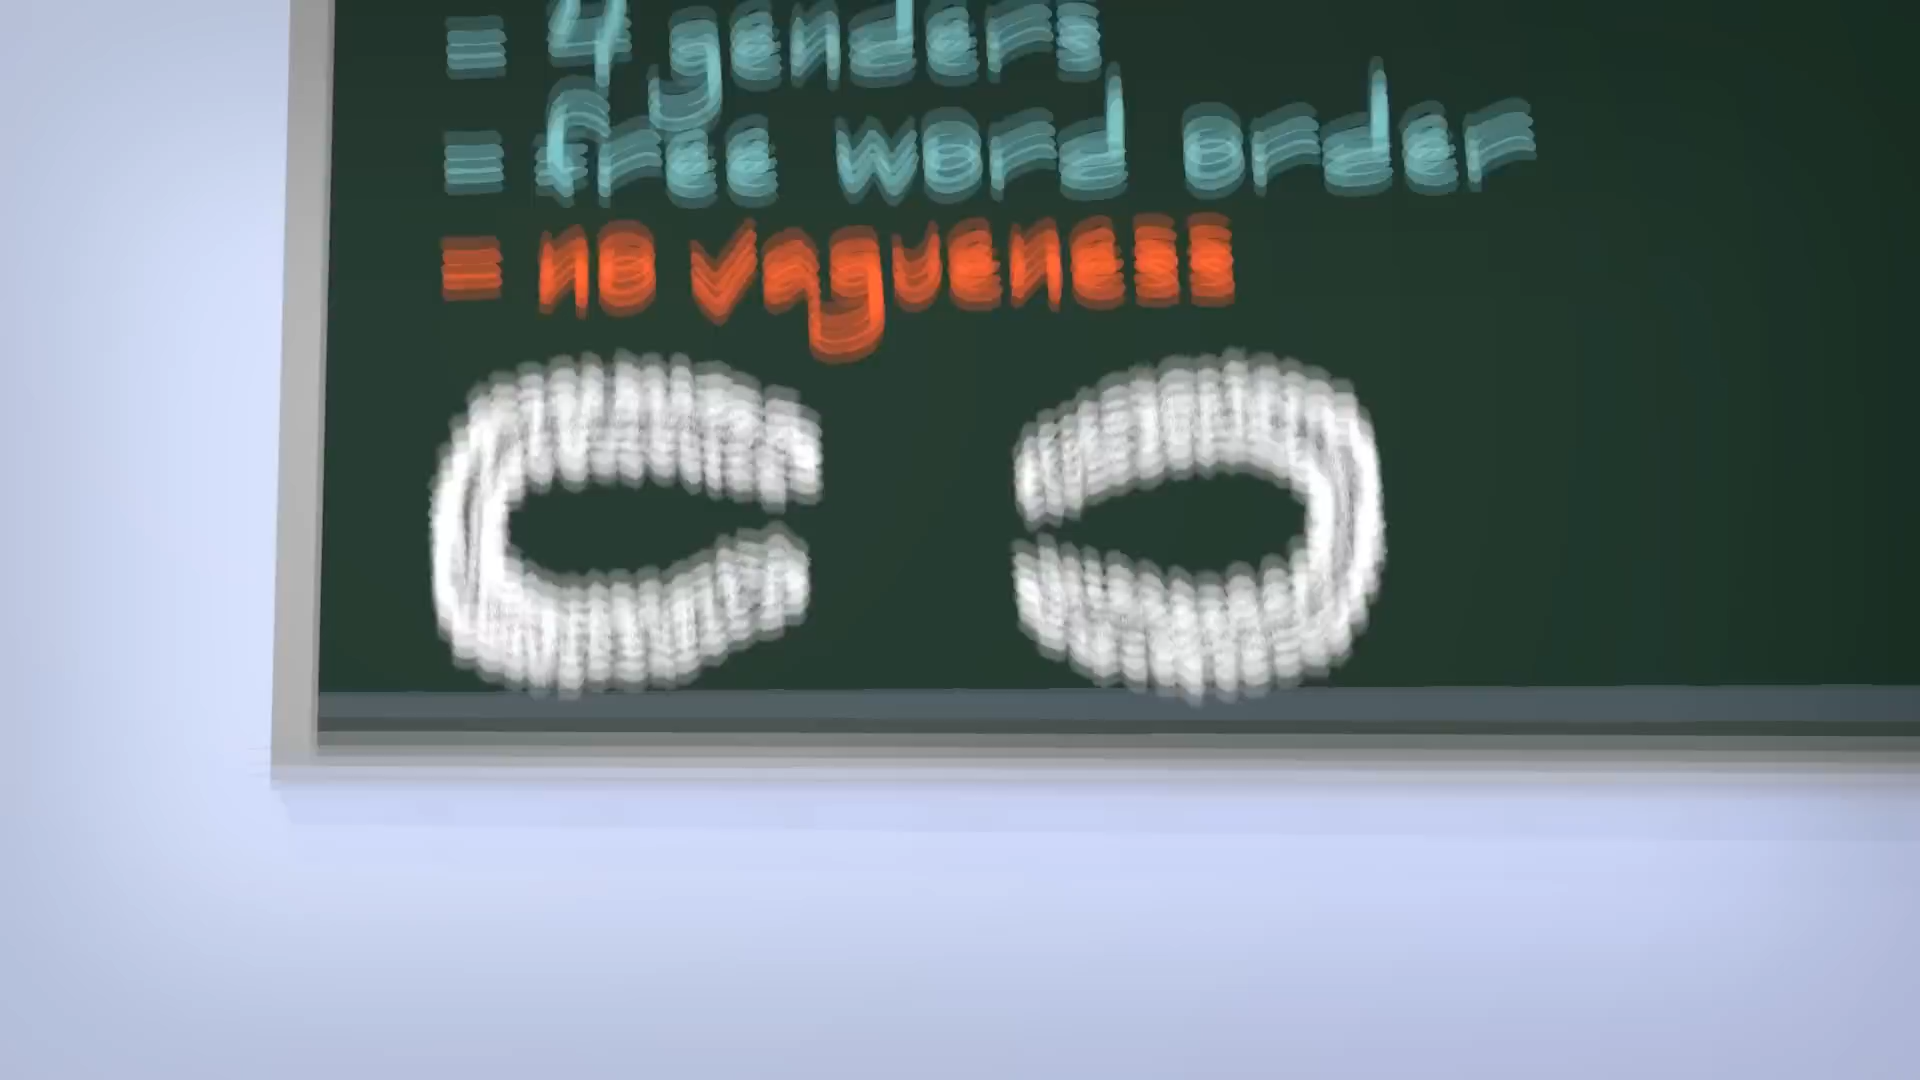 - 4 genders
- free word order
- no vagueness